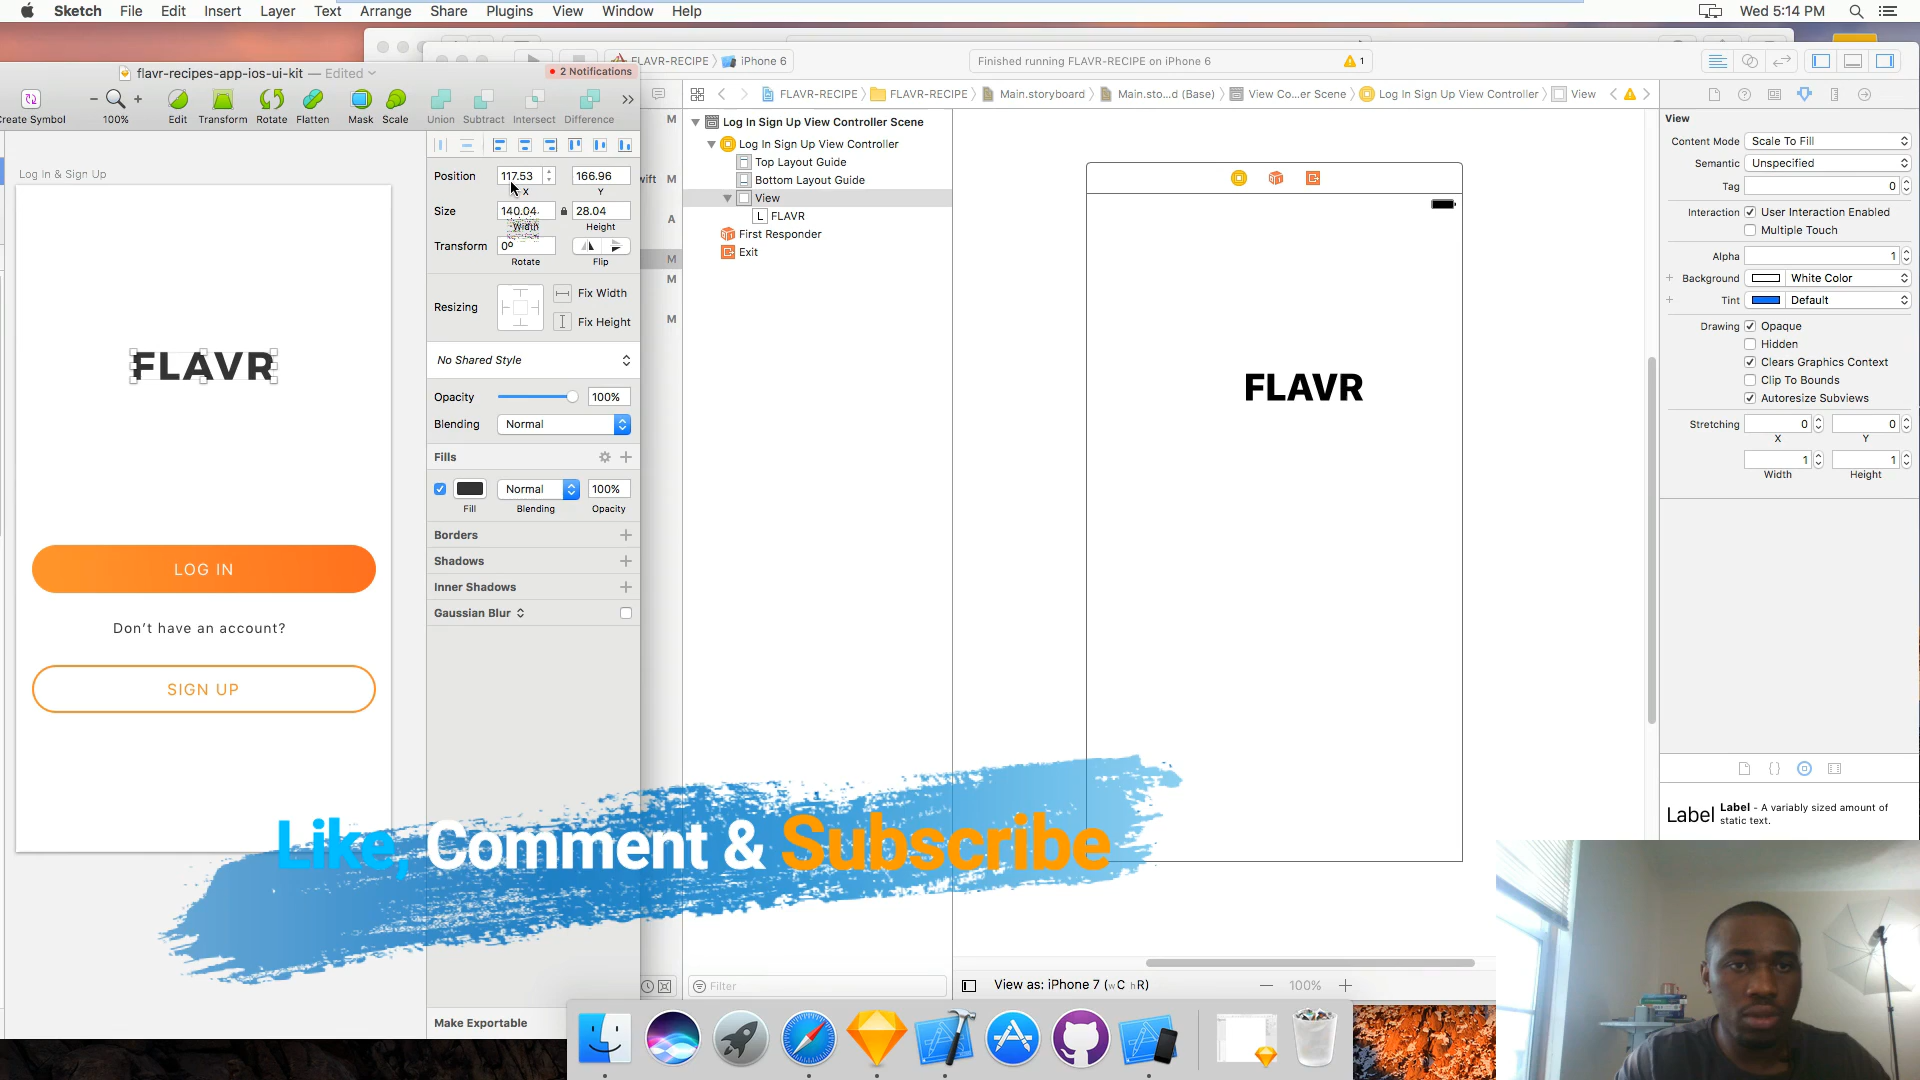 Sketch File Edit Insert Layer Text Arrange Share Plugins View Window Help
Wed 5:14 PM
flavr-recipes-app-ios-ui-kit — Edited
2 Notifications
FLAVR-RECIPE
iPhone 6
Finished running FLAVR-RECIPE on iPhone 6
1
Create Symbol
100%
Edit
Transform
Rotate
Flatten
Mask
Scale
Union
Subtract
Intersect
Difference
FLAVR-RECIPE
FLAVR-RECIPE
Main.storyboard
Main.sto...d (Base)
View Co...er Scene
Log In Sign Up View Controller
View
Log In & Sign Up
FLAVR
LOG IN
Don't have an account?
SIGN UP
Position
117.53
166.96
X
Y
Size
140.04
28.04
Width
Height
Transform
0º
Rotate
Flip
Resizing
Fix Width
Fix Height
No Shared Style
Opacity
100%
Blending
Normal
Fills
Normal
100%
Fill
Blending
Opacity
Borders
Shadows
Inner Shadows
Gaussian Blur
Make Exportable
M
wift M
A
M
M
M
Log In Sign Up View Controller Scene
Log In Sign Up View Controller
Top Layout Guide
Bottom Layout Guide
View
L FLAVR
First Responder
Exit
Filter
FLAVR
View as: iPhone 7 (wC hR)
100%
View
Content Mode
Scale To Fill
Semantic
Unspecified
Tag
0
Interaction
User Interaction Enabled
Multiple Touch
Alpha
1
Background
White Color
Tint
Default
Drawing
Opaque
Hidden
Clears Graphics Context
Clip To Bounds
Autoresize Subviews
Stretching
0
0
X
Y
1
1
Width
Height
Label
Label - A variably sized amount of
static text.
Like, Comment & Subscribe